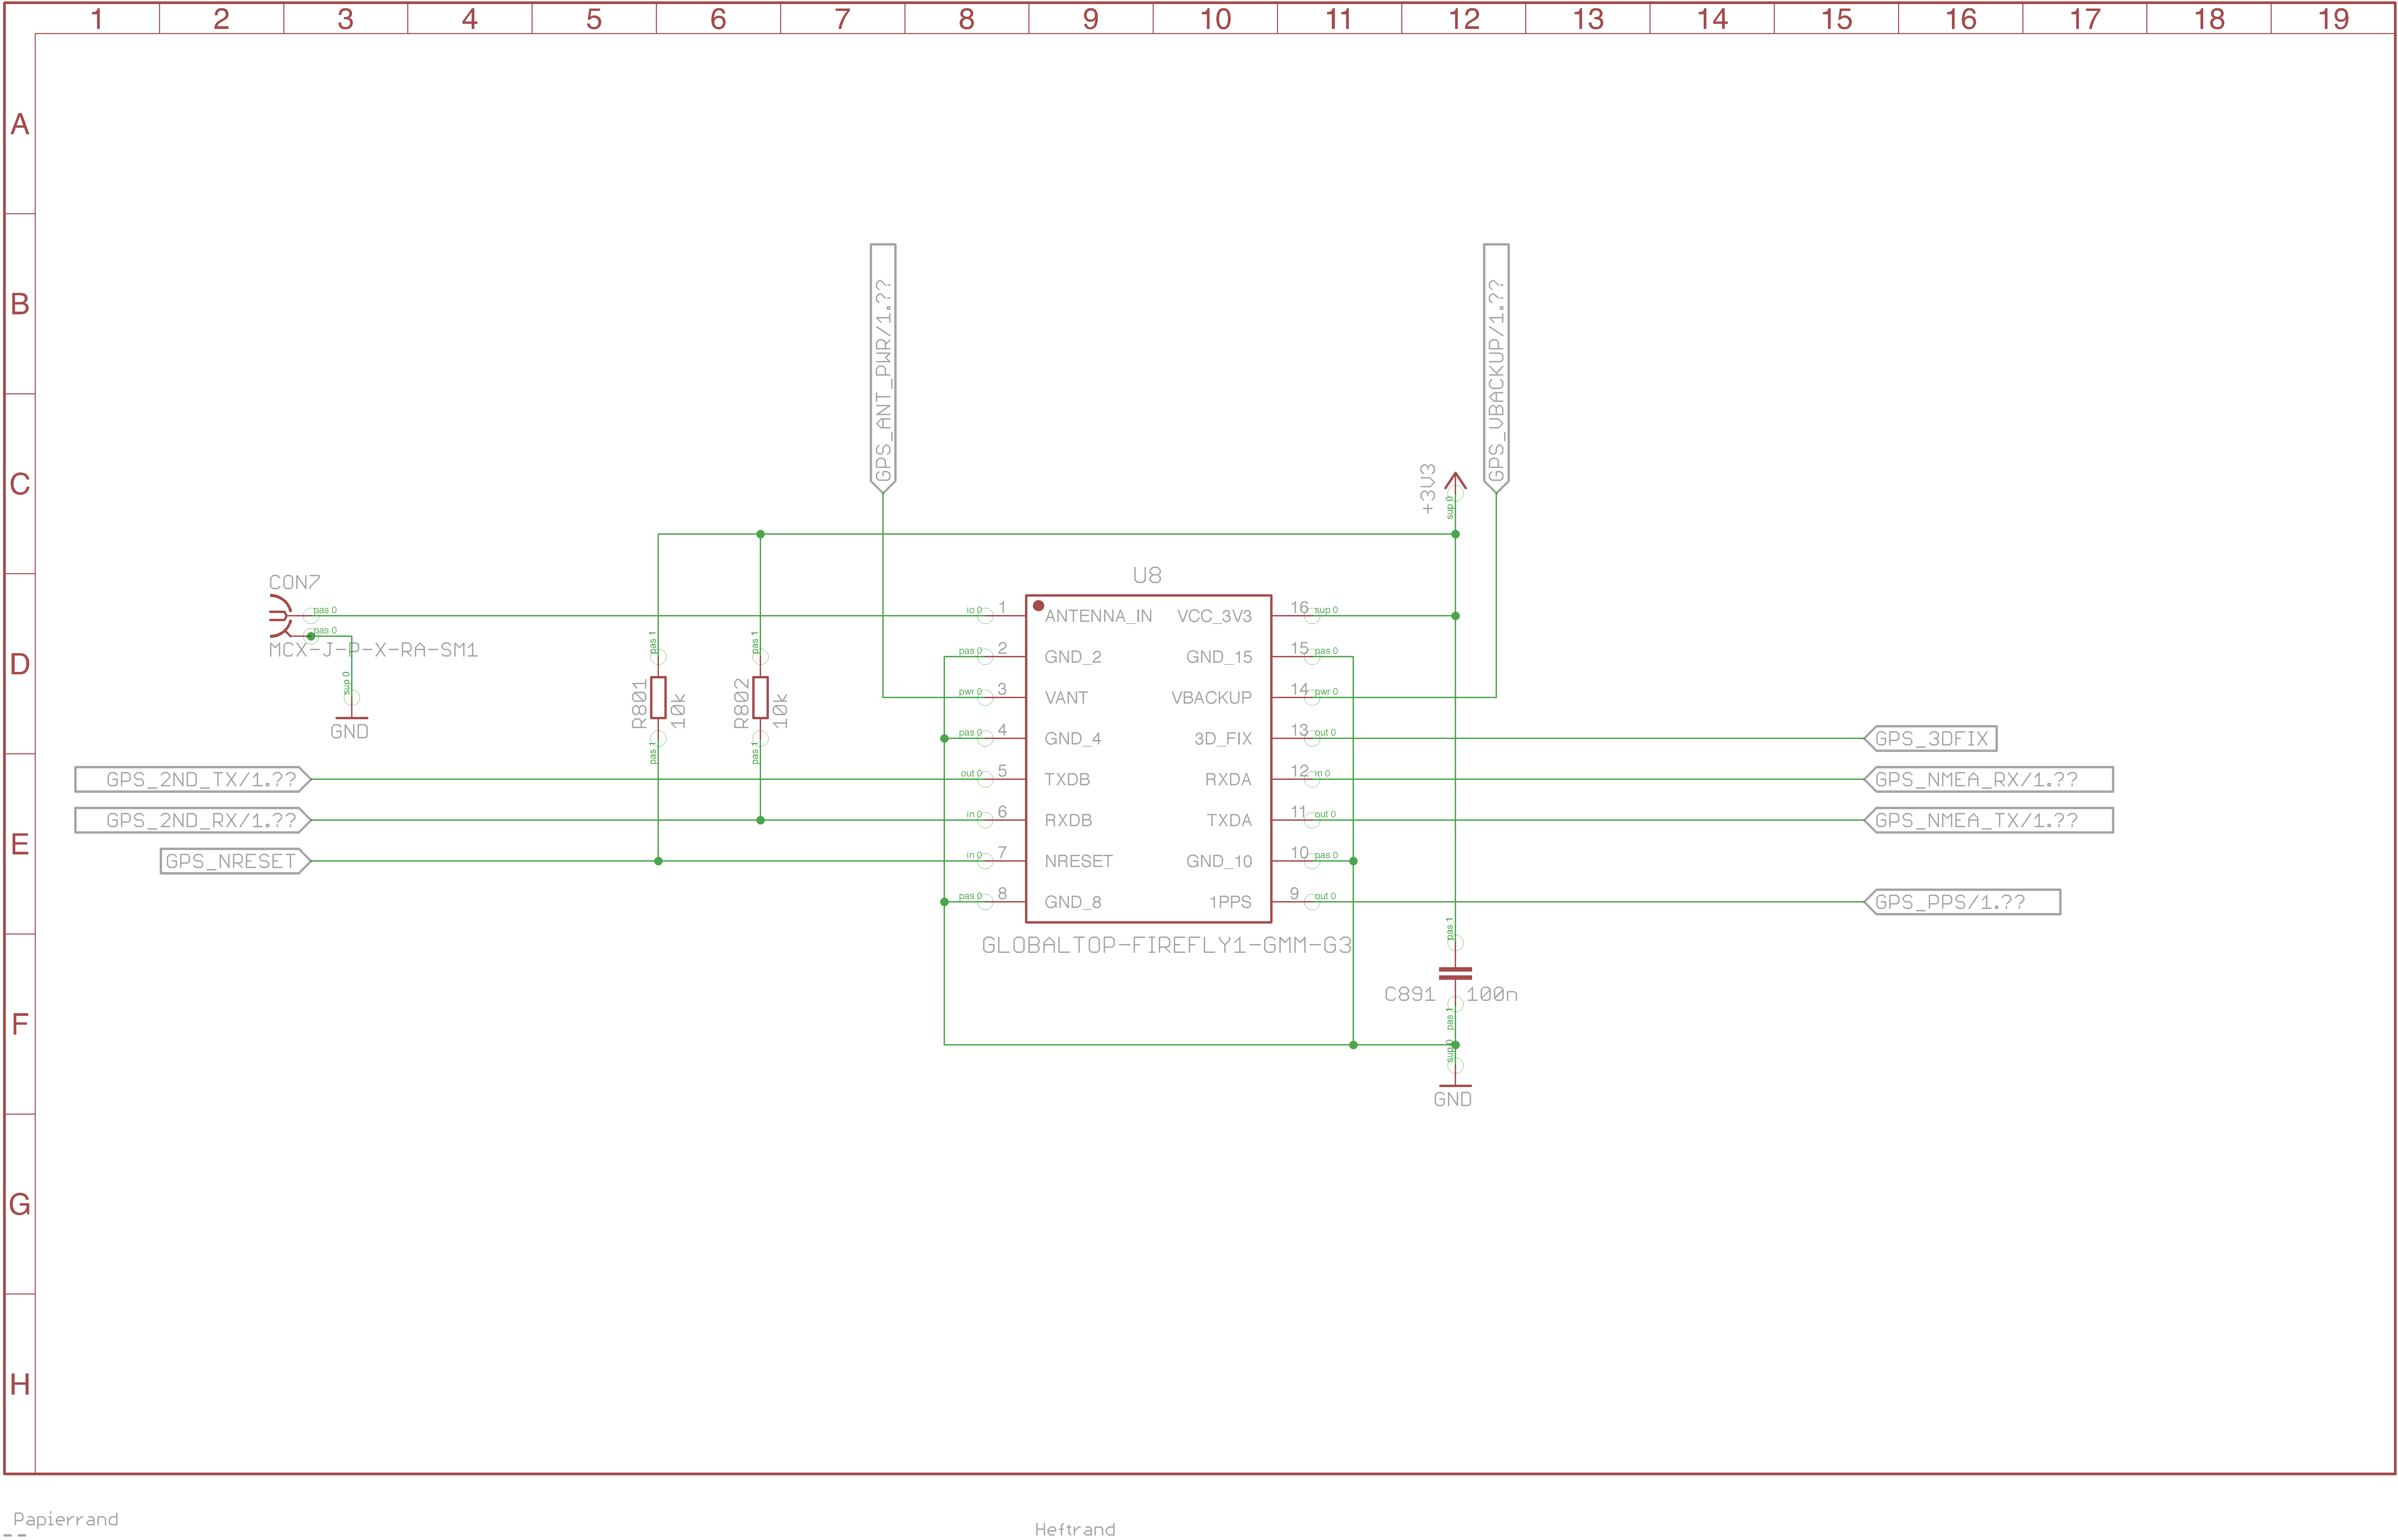 1 2 3 4 5 6 7 8 9 10 11 12 13 14 15 16 17 18 19
A
B
C
D
E
F
G
H
GPS_ANT_PWR/1.??
GPS_VBACKUP/1.??
+3V3
sup 0
CON7
pas 0
pas 0
MCX-J-P-X-RA-SM1
sup 0
GND
pas 1
R801
10k
pas 1
pas 1
R802
10k
pas 1
U8
io 0 1 ANTENNA_IN VCC_3V3 16 sup 0
pas 0 2 GND_2 GND_15 15 pas 0
pwr 0 3 VANT VBACKUP 14 pwr 0
pas 0 4 GND_4 3D_FIX 13 out 0 GPS_3DFIX
GPS_2ND_TX/1.?? out 0 5 TXDB RXDA 12 in 0 GPS_NMEA_RX/1.??
GPS_2ND_RX/1.?? in 0 6 RXDB TXDA 11 out 0 GPS_NMEA_TX/1.??
GPS_NRESET in 0 7 NRESET GND_10 10 pas 0
pas 0 8 GND_8 1PPS 9 out 0 GPS_PPS/1.??
GLOBALTOP-FIREFLY1-GMM-G3
pas 1
C891 100n
pas 1
sup 0
GND
Papierrand
Heftrand